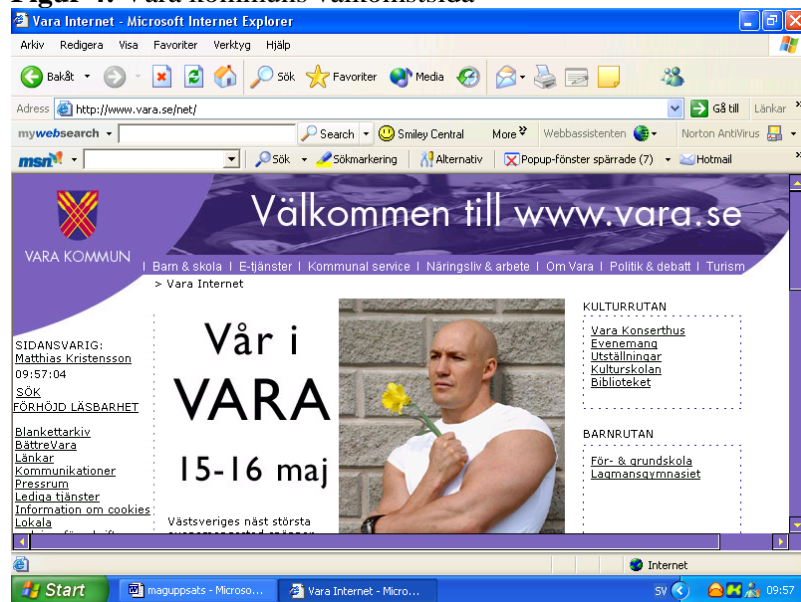 Figur 4. Vara kommuns välkomstsida
Vara Internet - Microsoft Internet Explorer
Arkiv Redigera Visa Favoriter Verktyg Hjälp
Bakåt Sök Favoriter Media
Adress http://www.vara.se/net/ Gå till Länkar
mywebsearch Search Smiley Central More Webbassistenten Norton AntiVirus
msn Sök Sökmarkering Alternativ Popup-fönster spärrade (7) Hotmail
Välkommen till www.vara.se
VARA KOMMUN
| Barn & skola | E-tjänster | Kommunal service | Näringsliv & arbete | Om Vara | Politik & debatt | Turism
> Vara Internet
SIDANSVARIG:
Matthias Kristensson
09:57:04
SÖK
FÖRHÖJD LÄSBARHET
Blankettarkiv
BättreVara
Länkar
Kommunikationer
Pressrum
Lediga tjänster
Information om cookies
Lokala
Vår i
VARA
15-16 maj
Västsveriges näst största
KULTURRUTAN
Vara Konserthus
Evenemang
Utställningar
Kulturskolan
Biblioteket
BARNRUTAN
För- & grundskola
Lagmansgymnasiet
Internet
Start maguppsats - Microso... Vara Internet - Micro... SV 09:57